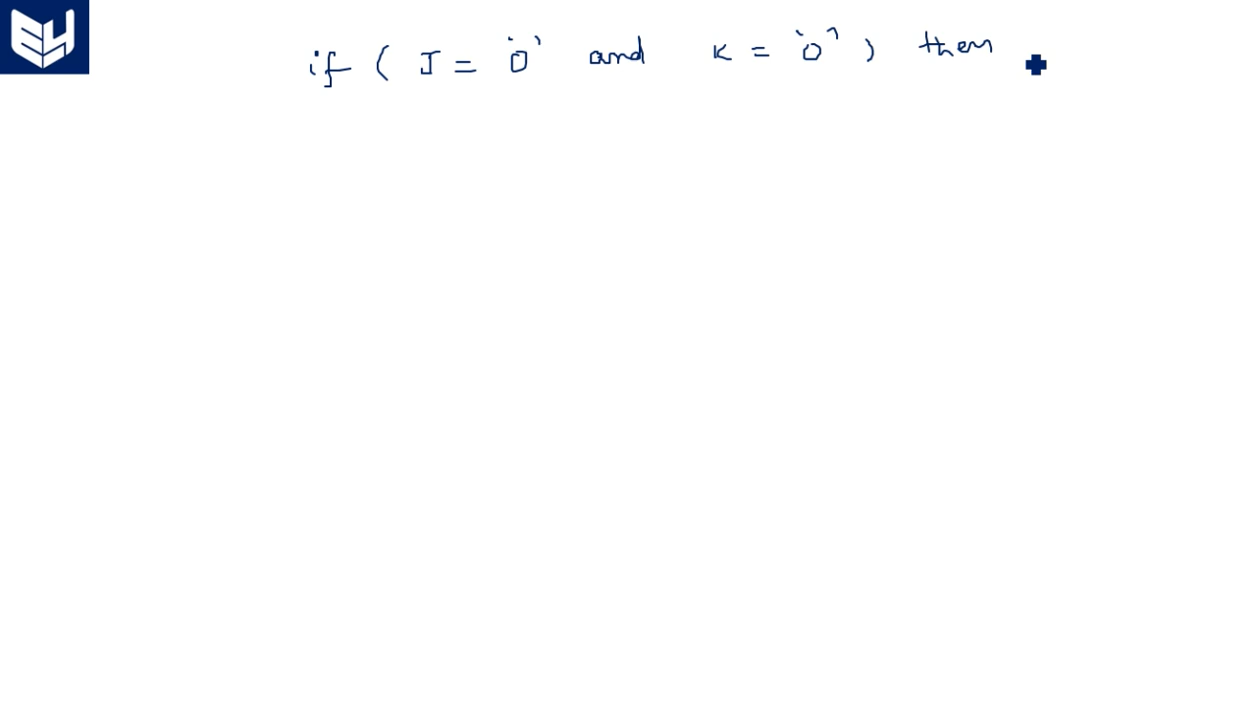 if ( J = '0' and K = '0' ) then